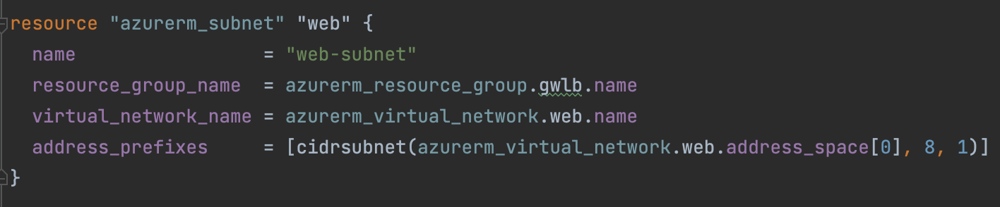 resource "azurerm_subnet" "web" {
  name                 = "web-subnet"
  resource_group_name  = azurerm_resource_group.gwlb.name
  virtual_network_name = azurerm_virtual_network.web.name
  address_prefixes     = [cidrsubnet(azurerm_virtual_network.web.address_space[0], 8, 1)]
}